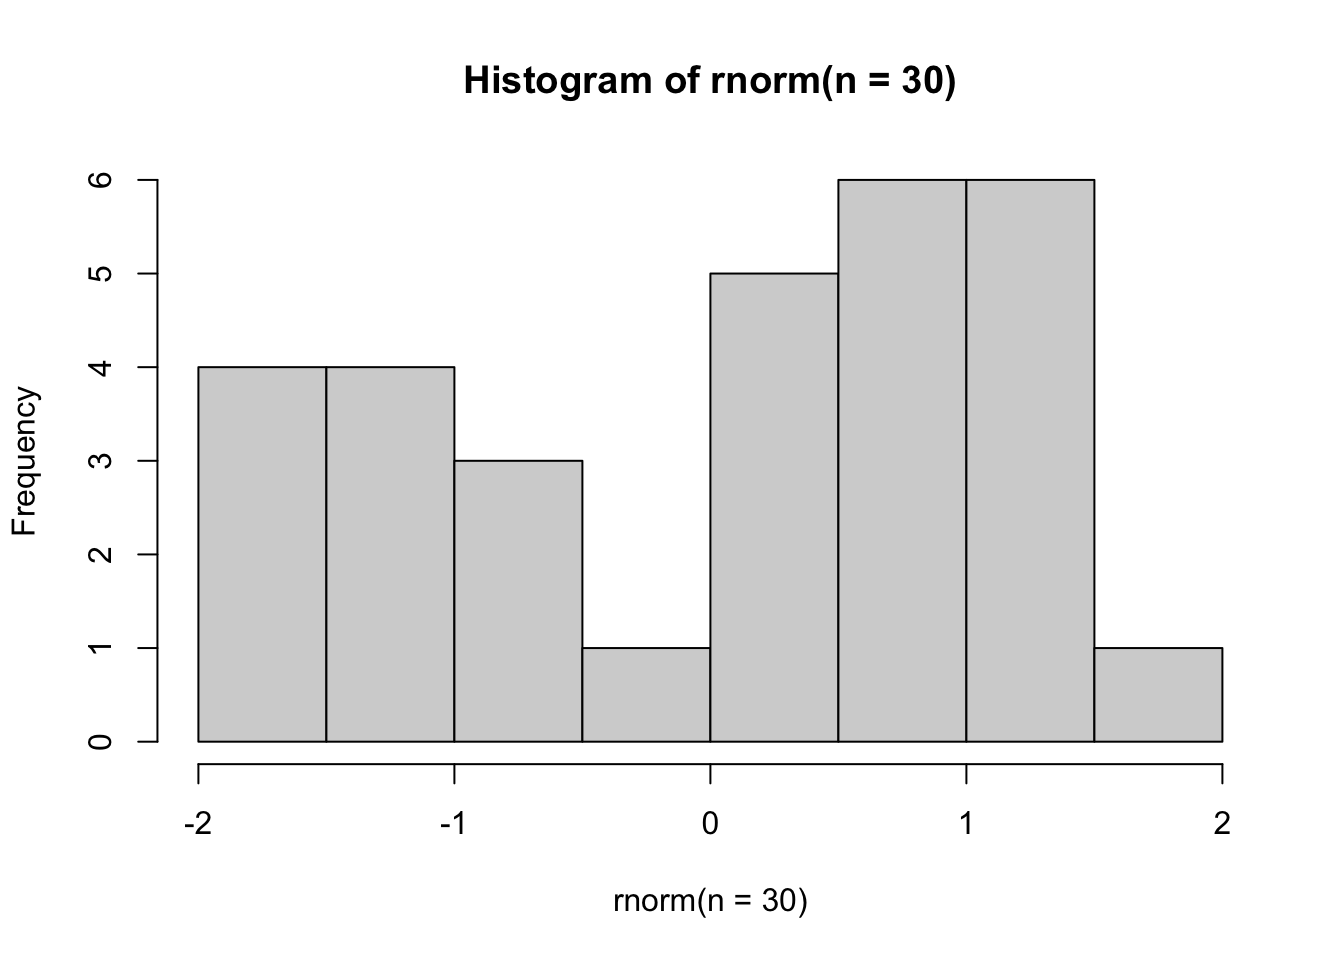 Histogram of rnorm(n = 30)
6
5
4
3
2
1
0
Frequency
-2 -1 0 1 2
rnorm(n = 30)